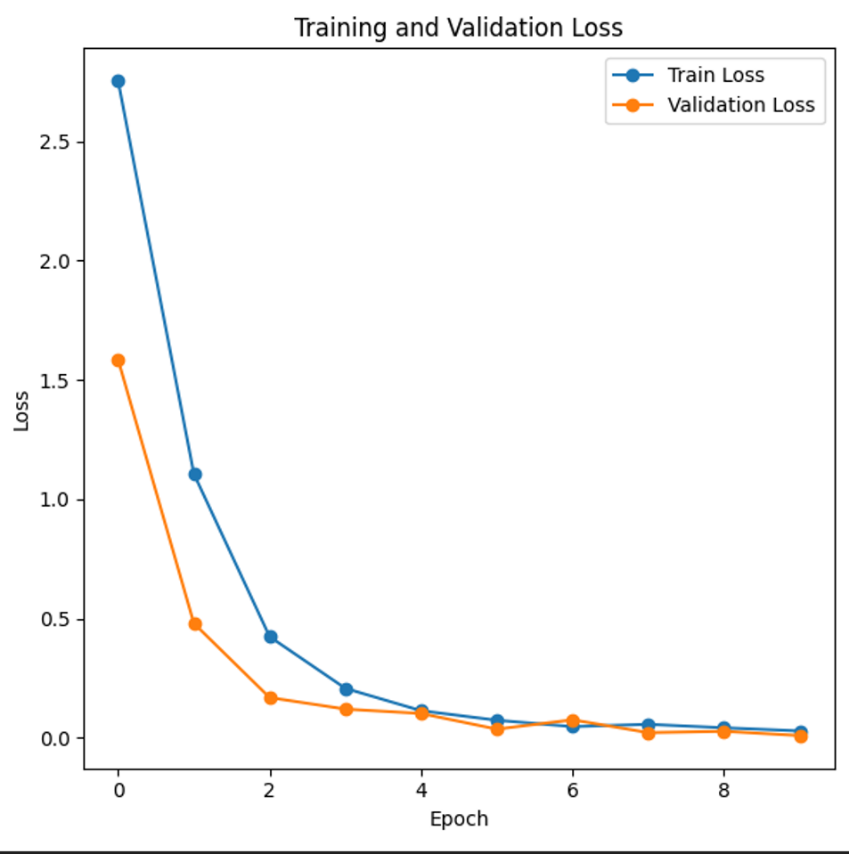 Training and Validation Loss
Train Loss
Validation Loss
2.5
2.0
1.5
1.0
0.5
0.0
Loss
0 2 4 6 8
Epoch